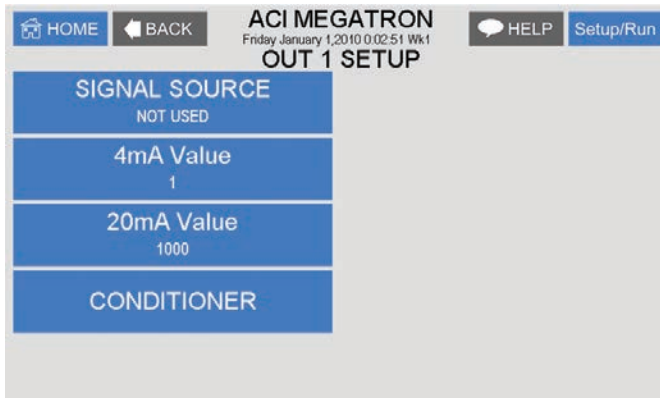 HOME
BACK
ACI MEGATRON
Friday January 1,2010 0:02:51 Wk1
OUT 1 SETUP
HELP
Setup/Run
SIGNAL SOURCE
NOT USED
4mA Value
1
20mA Value
1000
CONDITIONER